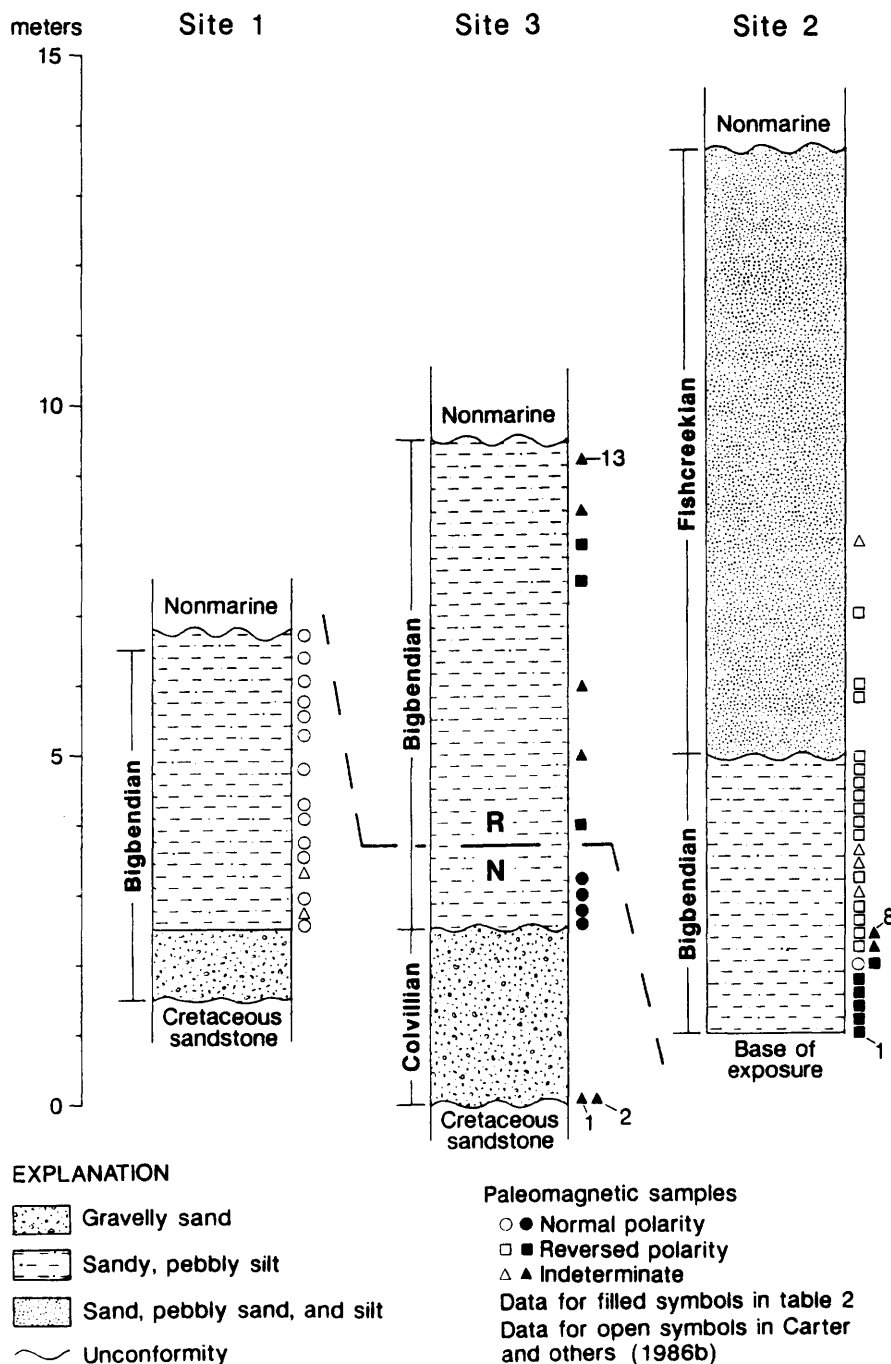 meters
Site 1
Site 3
Site 2
15
10
5
0
Nonmarine
Bigbendian
Cretaceous
sandstone
Nonmarine
13
Bigbendian
R
N
Colvillian
1
2
Cretaceous
sandstone
Nonmarine
Fishcreekian
Bigbendian
8
1
Base of
exposure
EXPLANATION
Gravelly sand
Sandy, pebbly silt
Sand, pebbly sand, and silt
Unconformity
Paleomagnetic samples
Normal polarity
Reversed polarity
Indeterminate
Data for filled symbols in table 2
Data for open symbols in Carter
and others (1986b)